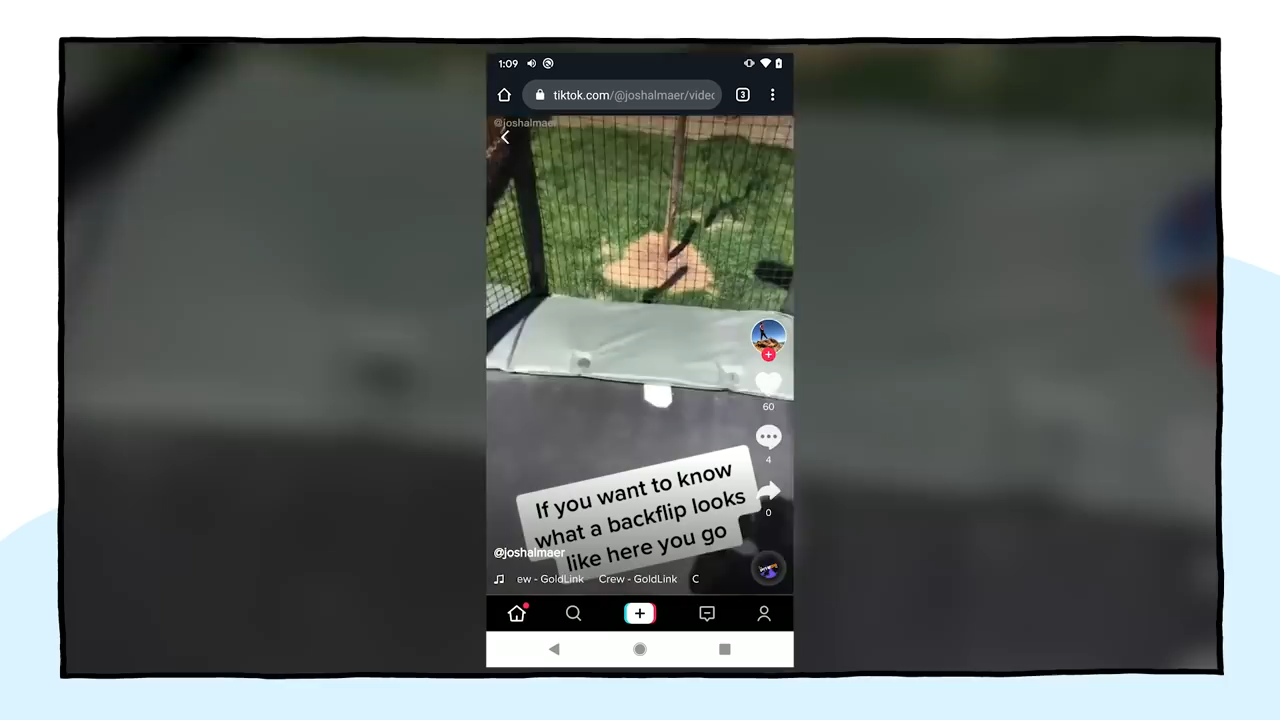 1:09
tiktok.com/@joshalmaer/video
3
@joshalmaer
60
4
If you want to know
what a backflip looks
like here you go
0
@joshalmaer
ew - GoldLink Crew - GoldLink C